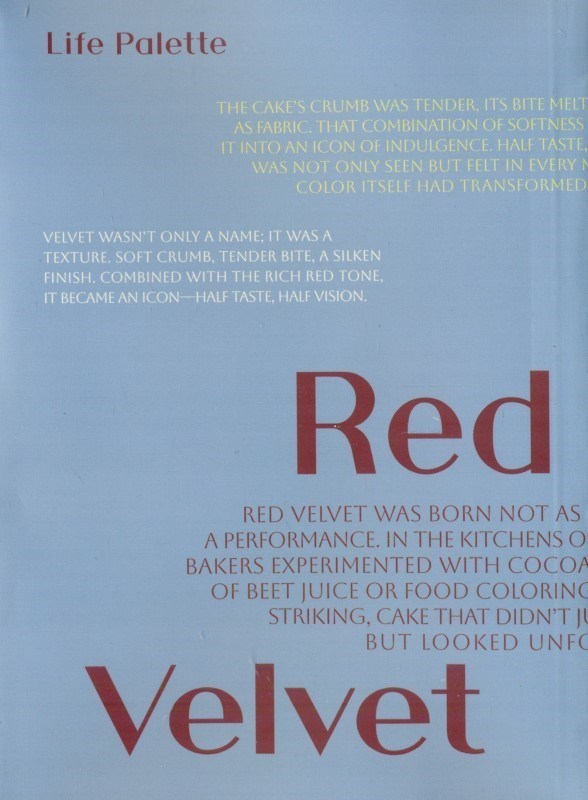 Life Palette
THE CAKE'S CRUMB WAS TENDER, ITS BITE MELT
AS FABRIC. THAT COMBINATION OF SOFTNESS
IT INTO AN ICON OF INDULGENCE. HALF TASTE,
WAS NOT ONLY SEEN BUT FELT IN EVERY
COLOR ITSELF HAD TRANSFORMED
VELVET WASN'T ONLY A NAME; IT WAS A
TEXTURE. SOFT CRUMB, TENDER BITE, A SILKEN
FINISH. COMBINED WITH THE RICH RED TONE,
IT BECAME AN ICON—HALF TASTE, HALF VISION.
Red
RED VELVET WAS BORN NOT AS
A PERFORMANCE. IN THE KITCHENS O
BAKERS EXPERIMENTED WITH COCOA
OF BEET JUICE OR FOOD COLORING
STRIKING, CAKE THAT DIDN'T JU
BUT LOOKED UNFO
Velvet